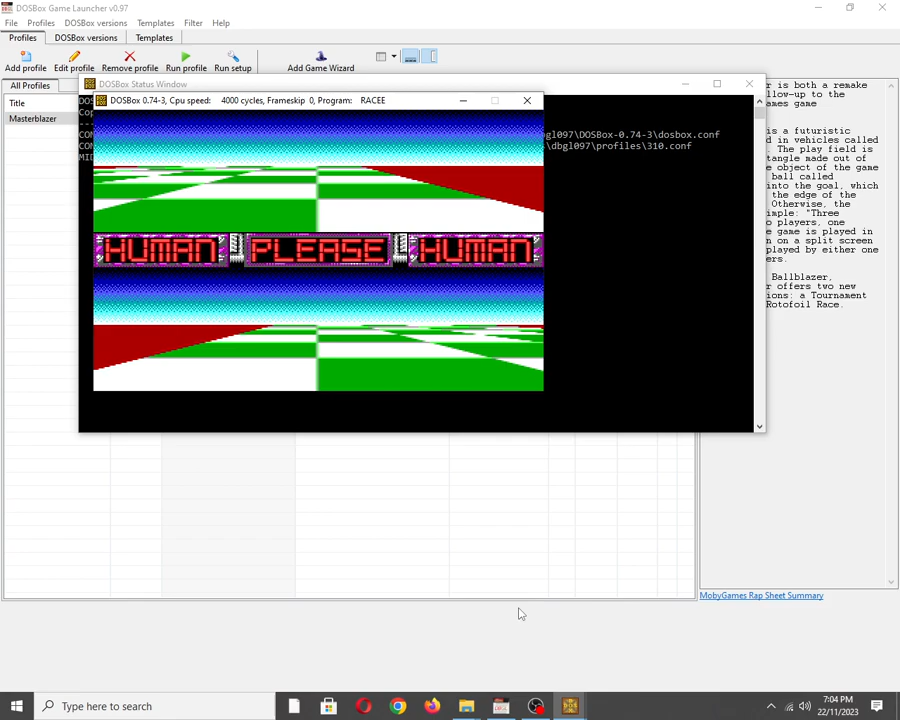 DOSBox Game Launcher v0.97
File Profiles DOSBox versions Templates Filter Help
Profiles DOSBox versions Templates
Add profile Edit profile Remove profile Run profile Run setup Add Game Wizard
All Profiles
Title
Masterblazer
DOSBox Status Window
DOSBox 0.74-3, Cpu speed: 4000 cycles, Frameskip 0, Program: RACEE
bgl097\DOSBox-0.74-3\dosbox.conf
\dbgl097\profiles\310.conf
HUMAN PLEASE HUMAN
r is both a remake
llow-up to the
ames game
is a futuristic
d in vehicles called
. The play field is
tangle made out of
e object of the game
ball called
into the goal, which
the edge of the
Otherwise, the
imple: "Three
o players, one
e game is played in
n on a split screen
played by either one
ers.
Ballblazer,
r offers two new
ions: a Tournament
Rotofoil Race.
MobyGames Rap Sheet Summary
Type here to search
7:04 PM
22/11/2023